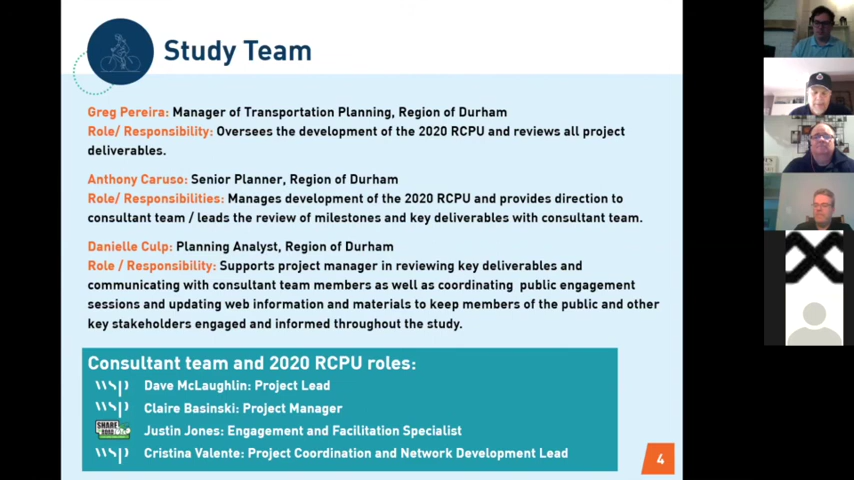 Study Team
Greg Pereira: Manager of Transportation Planning, Region of Durham
Role/ Responsibility: Oversees the development of the 2020 RCPU and reviews all project
deliverables.
Anthony Caruso: Senior Planner, Region of Durham
Role/ Responsibilities: Manages development of the 2020 RCPU and provides direction to
consultant team / leads the review of milestones and key deliverables with consultant team.
Danielle Culp: Planning Analyst, Region of Durham
Role / Responsibility: Supports project manager in reviewing key deliverables and
communicating with consultant team members as well as coordinating public engagement
sessions and updating web information and materials to keep members of the public and other
key stakeholders engaged and informed throughout the study.
Consultant team and 2020 RCPU roles:
wsp Dave McLaughlin: Project Lead
wsp Claire Basinski: Project Manager
SHARE Justin Jones: Engagement and Facilitation Specialist
wsp Cristina Valente: Project Coordination and Network Development Lead
4